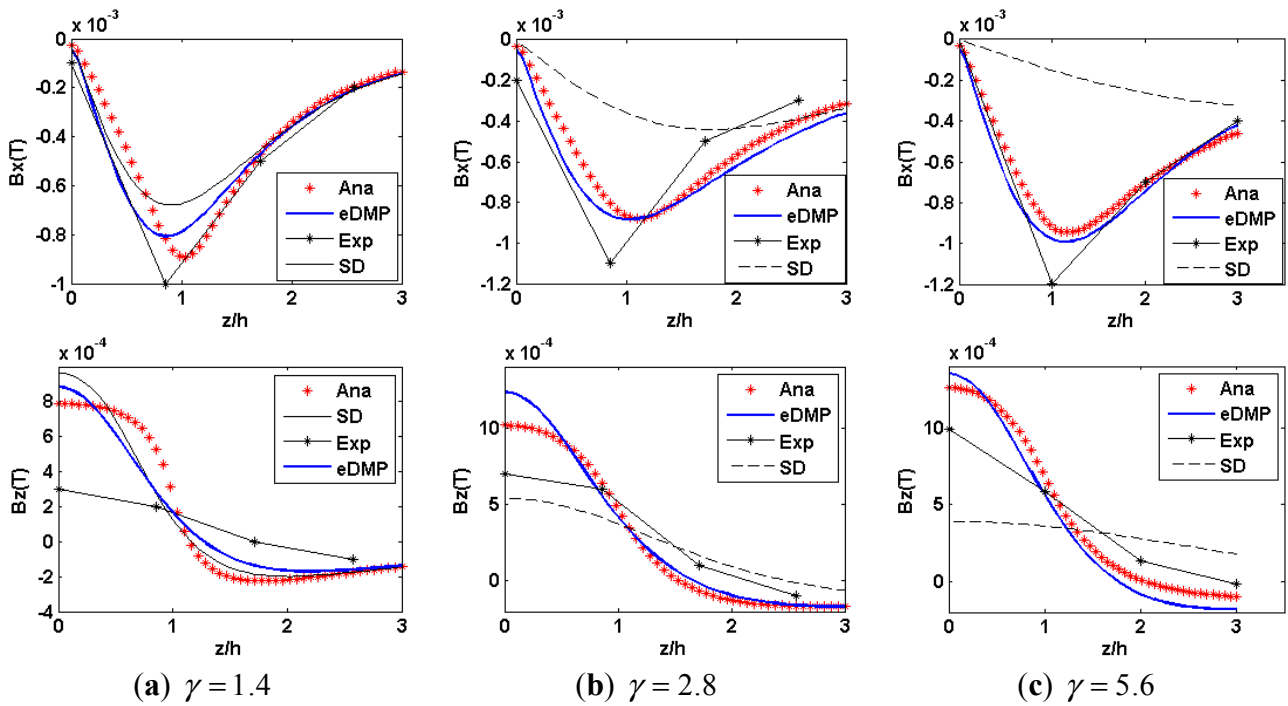 x 10⁻³
0
-0.2
-0.4
-0.6
-0.8
-1
Bx(T)
0 1 2 3
z/h
Ana
eDMP
Exp
SD
x 10⁻³
0
-0.2
-0.4
-0.6
-0.8
-1
-1.2
Bx(T)
0 1 2 3
z/h
Ana
eDMP
Exp
SD
x 10⁻³
0
-0.2
-0.4
-0.6
-0.8
-1
-1.2
Bx(T)
0 1 2 3
z/h
Ana
eDMP
Exp
SD
x 10⁻⁴
8
6
4
2
0
-2
-4
Bz(T)
0 1 2 3
z/h
Ana
SD
Exp
eDMP
x 10⁻⁴
10
5
0
Bz(T)
0 1 2 3
z/h
Ana
eDMP
Exp
SD
x 10⁻⁴
10
5
0
Bz(T)
0 1 2 3
z/h
Ana
eDMP
Exp
SD
(a) γ = 1.4
(b) γ = 2.8
(c) γ = 5.6